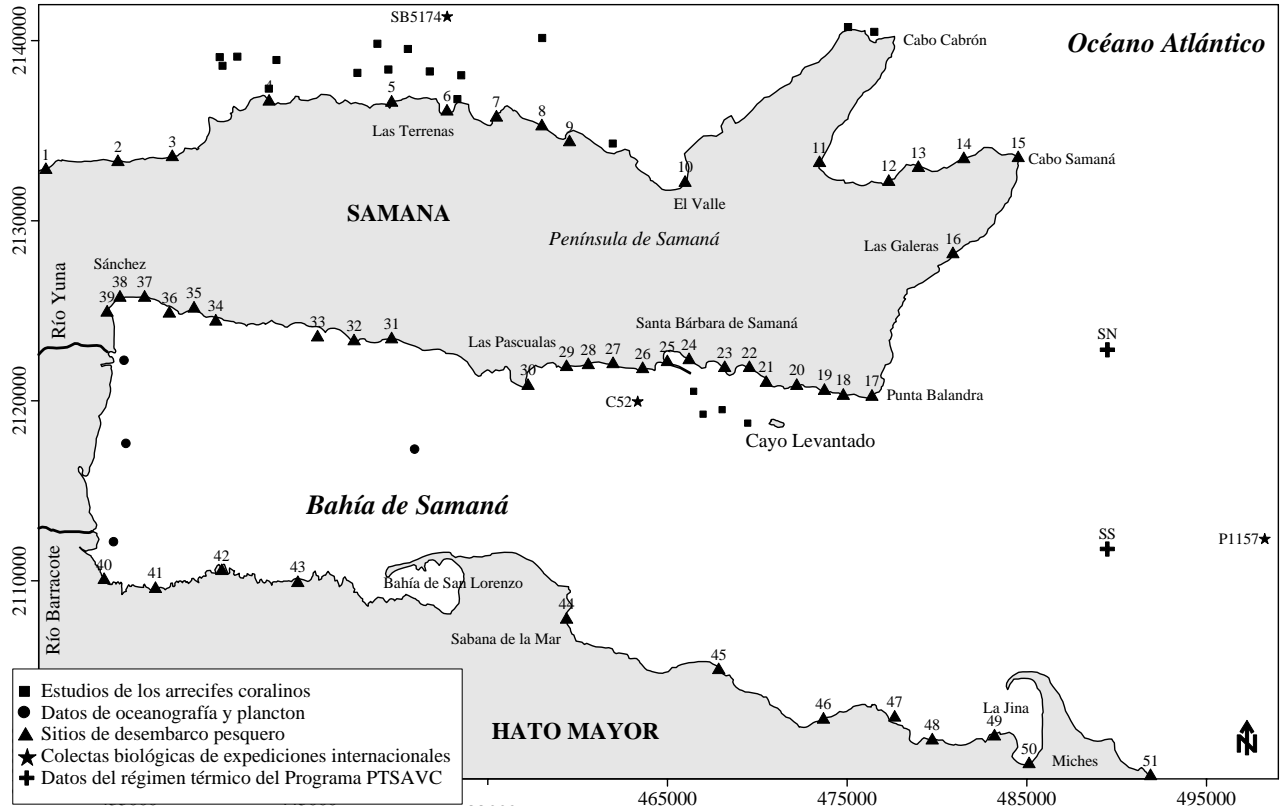 SB5174
Cabo Cabrón
Océano Atlántico
2140000
4
5
6
7
8
9
Las Terrenas
1
2
3
10
11
12
13
14
15
Cabo Samaná
El Valle
SAMANA
Península de Samaná
2130000
Las Galeras
16
Sánchez
39
38
37
36
35
34
33
32
31
Río Yuna
Santa Bárbara de Samaná
Las Pascualas
30
29
28
27
26
25
24
23
22
21
20
19
18
17
Punta Balandra
SN
2120000
C52
Cayo Levantado
Bahía de Samaná
SS
P1157
2110000
40
41
42
43
Bahía de San Lorenzo
44
Río Barracote
Sabana de la Mar
45
46
47
48
La Jina
49
50
Miches
51
HATO MAYOR
N
Estudios de los arrecifes coralinos
Datos de oceanografía y plancton
Sitios de desembarco pesquero
Colectas biológicas de expediciones internacionales
Datos del régimen térmico del Programa PTSAVC
465000
475000
485000
495000